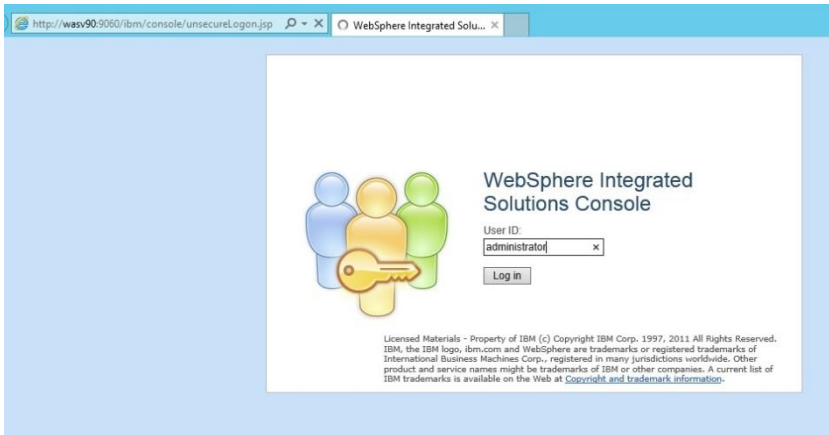 http://wasv90:9060/ibm/console/unsecureLogon.jsp
WebSphere Integrated Solu...
WebSphere Integrated
Solutions Console
User ID:
administrator
Log in
Licensed Materials - Property of IBM (c) Copyright IBM Corp. 1997, 2011 All Rights Reserved.
IBM, the IBM logo, ibm.com and WebSphere are trademarks or registered trademarks of
International Business Machines Corp., registered in many jurisdictions worldwide. Other
product and service names might be trademarks of IBM or other companies. A current list of
IBM trademarks is available on the Web at Copyright and trademark information.